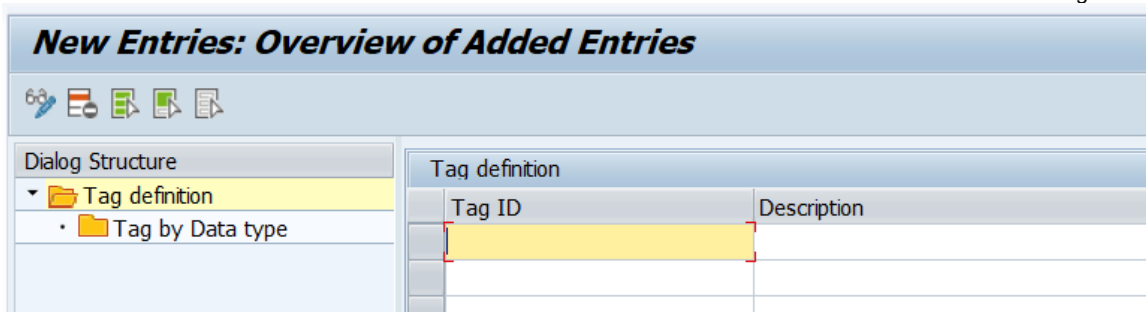 New Entries: Overview of Added Entries
Dialog Structure
Tag definition
Tag by Data type
Tag definition
Tag ID
Description